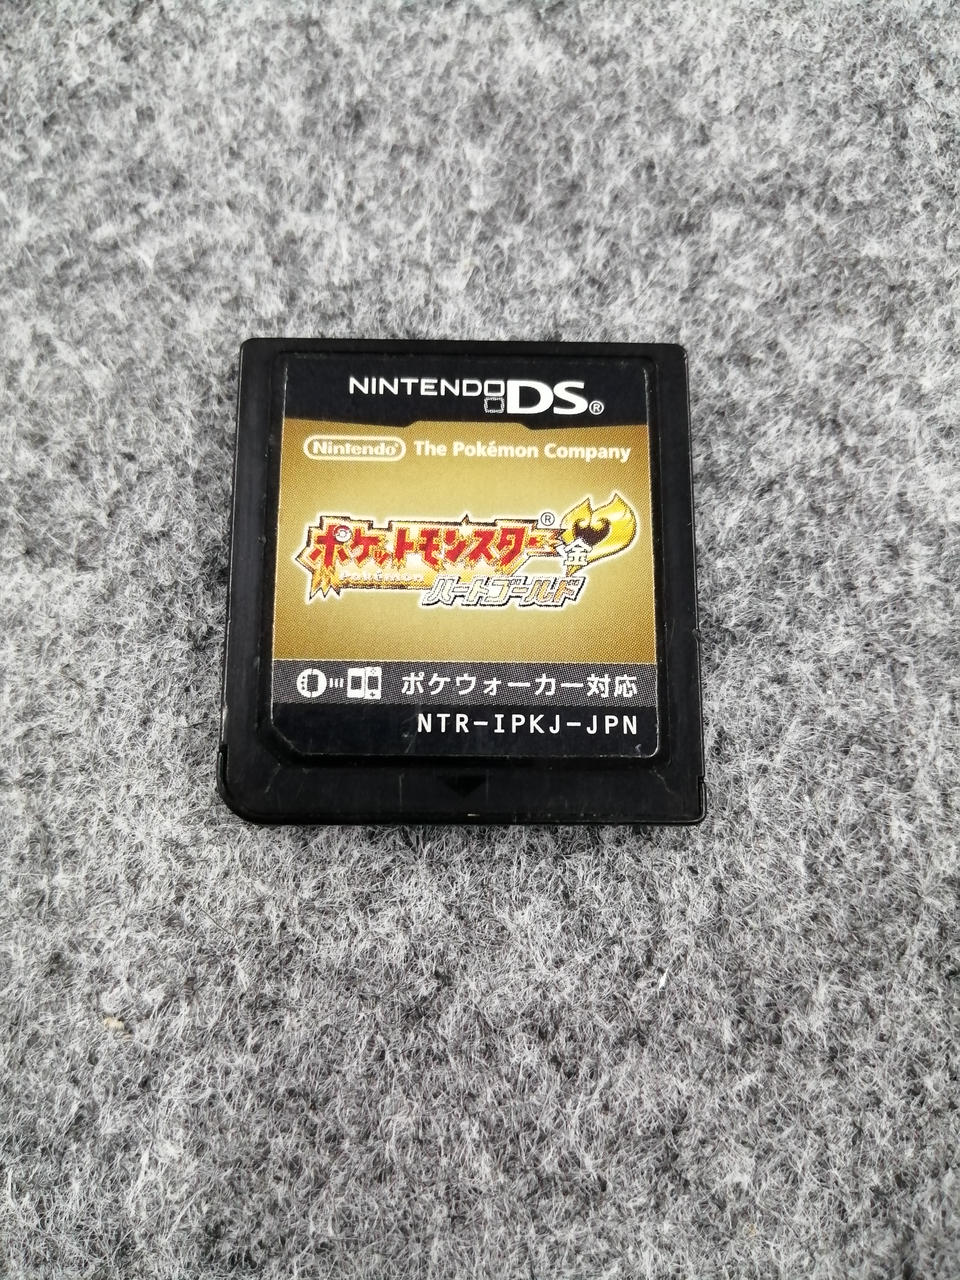 NINTENDO DS®
Nintendo® The Pokémon Company
ポケットモンスター®
金
Pokémon
ハートゴールド
ポケウォーカー対応
NTR-IPKJ-JPN